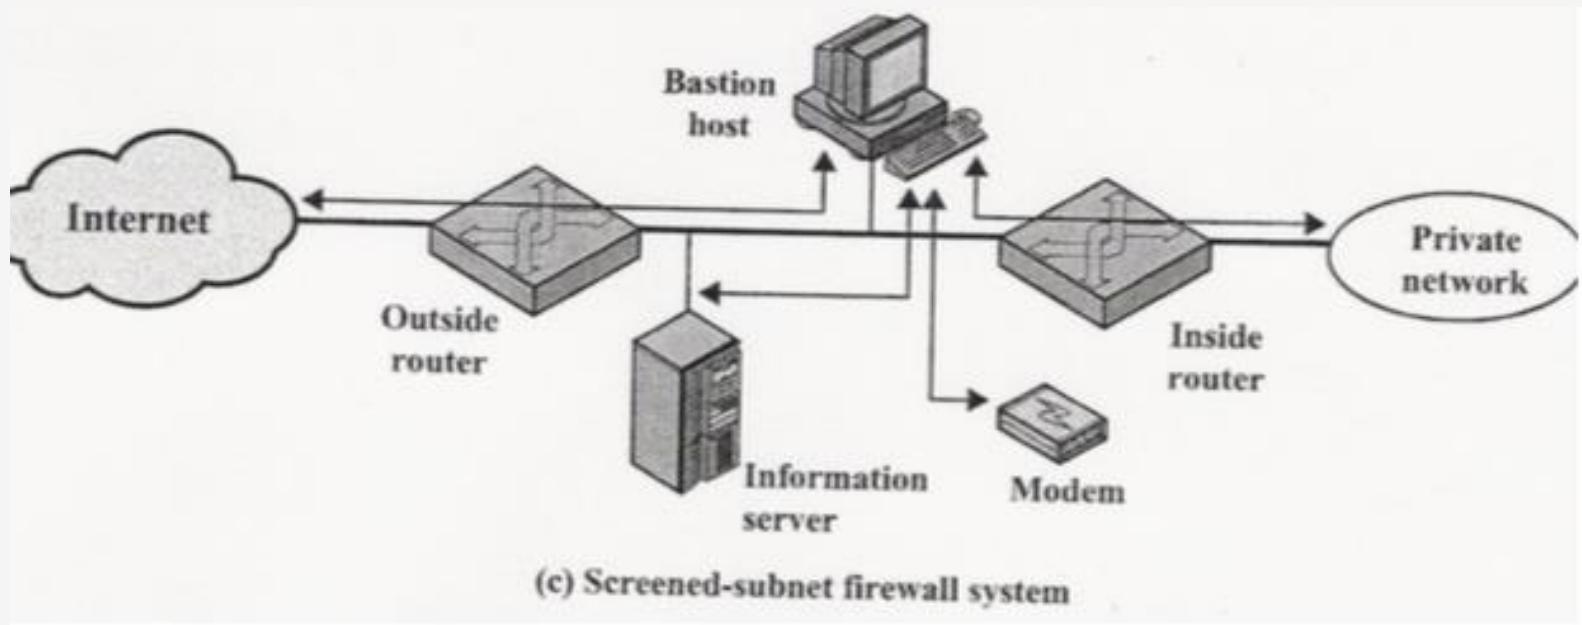 Bastion
host
Internet
Outside
router
Private
network
Inside
router
Information
server
Modem
(c) Screened-subnet firewall system